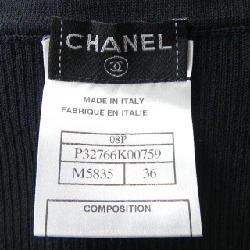 CHANEL
MADE IN ITALY
FABRIQUE EN ITALIE
08P
P32766K00759
M5835 36
COMPOSITION